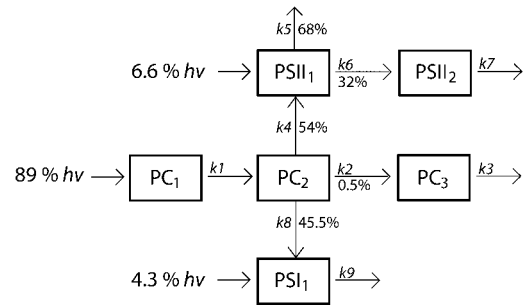 k5 68%
6.6 % hν PSII₁ k6 32% PSII₂ k7
k4 54%
89 % hν PC₁ k1 PC₂ k2 0.5% PC₃ k3
k8 45.5%
4.3 % hν PSI₁ k9